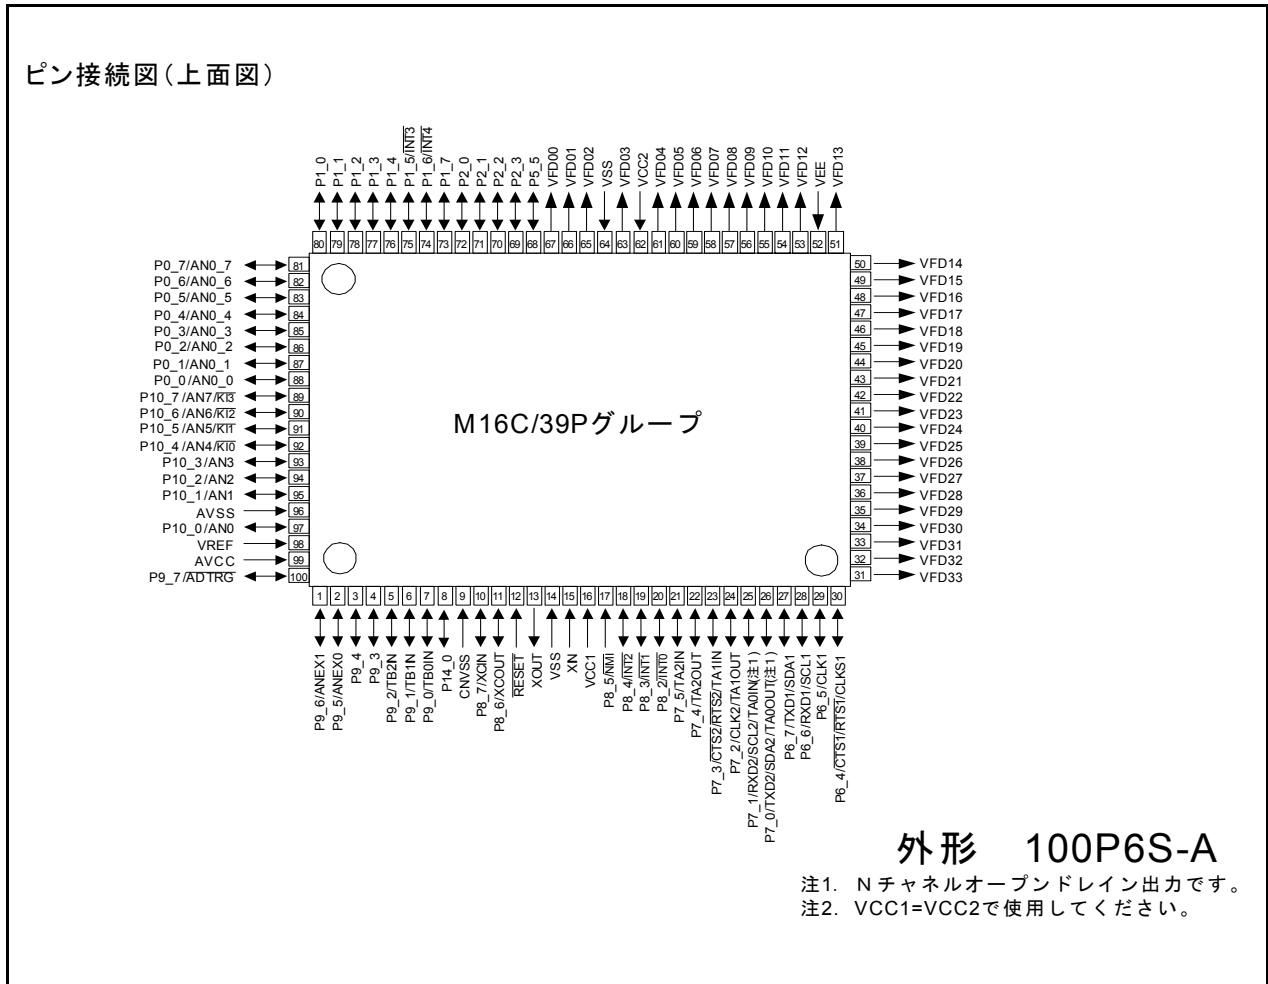 ピン接続図(上面図)
P1_0
P1_1
P1_2
P1_3
P1_4
P1_5/INT3
P1_6/INT4
P1_7
P2_0
P2_1
P2_2
P2_3
P5_5
VFD00
VFD01
VFD02
VSS
VFD03
VCC2
VFD04
VFD05
VFD06
VFD07
VFD08
VFD09
VFD10
VFD11
VFD12
VEE
VFD13
80 79 78 77 76 75 74 73 72 71 70 69 68 67 66 65 64 63 62 61 60 59 58 57 56 55 54 53 52 51
P0_7/AN0_7 81
P0_6/AN0_6 82
P0_5/AN0_5 83
P0_4/AN0_4 84
P0_3/AN0_3 85
P0_2/AN0_2 86
P0_1/AN0_1 87
P0_0/AN0_0 88
P10_7/AN7/KI3 89
P10_6/AN6/KI2 90
P10_5/AN5/KI1 91
P10_4/AN4/KI0 92
P10_3/AN3 93
P10_2/AN2 94
P10_1/AN1 95
AVSS 96
P10_0/AN0 97
VREF 98
AVCC 99
P9_7/ADTRG 100
M16C/39Pグループ
50 VFD14
49 VFD15
48 VFD16
47 VFD17
46 VFD18
45 VFD19
44 VFD20
43 VFD21
42 VFD22
41 VFD23
40 VFD24
39 VFD25
38 VFD26
37 VFD27
36 VFD28
35 VFD29
34 VFD30
33 VFD31
32 VFD32
31 VFD33
1 2 3 4 5 6 7 8 9 10 11 12 13 14 15 16 17 18 19 20 21 22 23 24 25 26 27 28 29 30
P9_6/ANEX1
P9_5/ANEX0
P9_4
P9_3
P9_2/TB2IN
P9_1/TB1IN
P9_0/TB0IN
P14_0
CNVSS
P8_7/XCIN
P8_6/XCOUT
RESET
XOUT
VSS
XIN
VCC1
P8_5/NMI
P8_4/INT2
P8_3/INT1
P8_2/INT0
P7_5/TA2IN
P7_4/TA2OUT
P7_3/CTS2/RTS2/TA1IN
P7_2/CLK2/TA1OUT
P7_1/RXD2/SCL2/TA0IN(注1)
P7_0/TXD2/SDA2/TA0OUT(注1)
P6_7/TXD1/SDA1
P6_6/RXD1/SCL1
P6_5/CLK1
P6_4/CTS1/RTS1/CLKS1
外形 100P6S-A
注1. Nチャネルオープンドレイン出力です。
注2. VCC1=VCC2で使用してください。